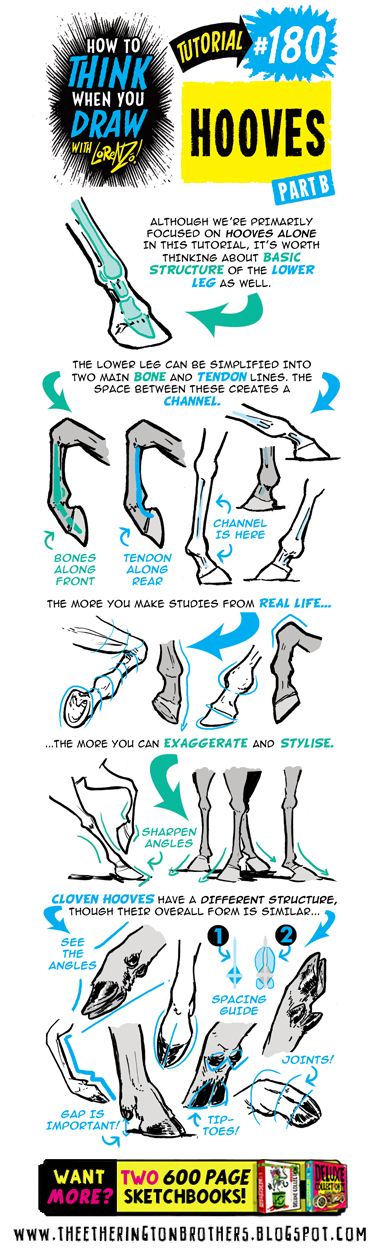 HOW TO
THINK
WHEN YOU
DRAW
WITH LORENZO!
TUTORIAL
#180
HOOVES
PART B
ALTHOUGH WE'RE PRIMARILY
FOCUSED ON HOOVES ALONE
IN THIS TUTORIAL, IT'S WORTH
THINKING ABOUT BASIC
STRUCTURE OF THE LOWER
LEG AS WELL.
THE LOWER LEG CAN BE SIMPLIFIED INTO
TWO MAIN BONE AND TENDON LINES. THE
SPACE BETWEEN THESE CREATES A
CHANNEL.
BONES
ALONG
FRONT
TENDON
ALONG
REAR
CHANNEL
IS HERE
THE MORE YOU MAKE STUDIES FROM REAL LIFE...
...THE MORE YOU CAN EXAGGERATE AND STYLISE.
SHARPEN
ANGLES
CLOVEN HOOVES HAVE A DIFFERENT STRUCTURE,
THOUGH THEIR OVERALL FORM IS SIMILAR...
SEE
THE
ANGLES
1
2
SPACING
GUIDE
JOINTS!
GAP IS
IMPORTANT!
TIP-
TOES!
WANT
MORE?
TWO 600 PAGE
SKETCHBOOKS!
DELUXE
COLLECTION
WWW.THEETHERINGTONBROTHERS.BLOGSPOT.COM